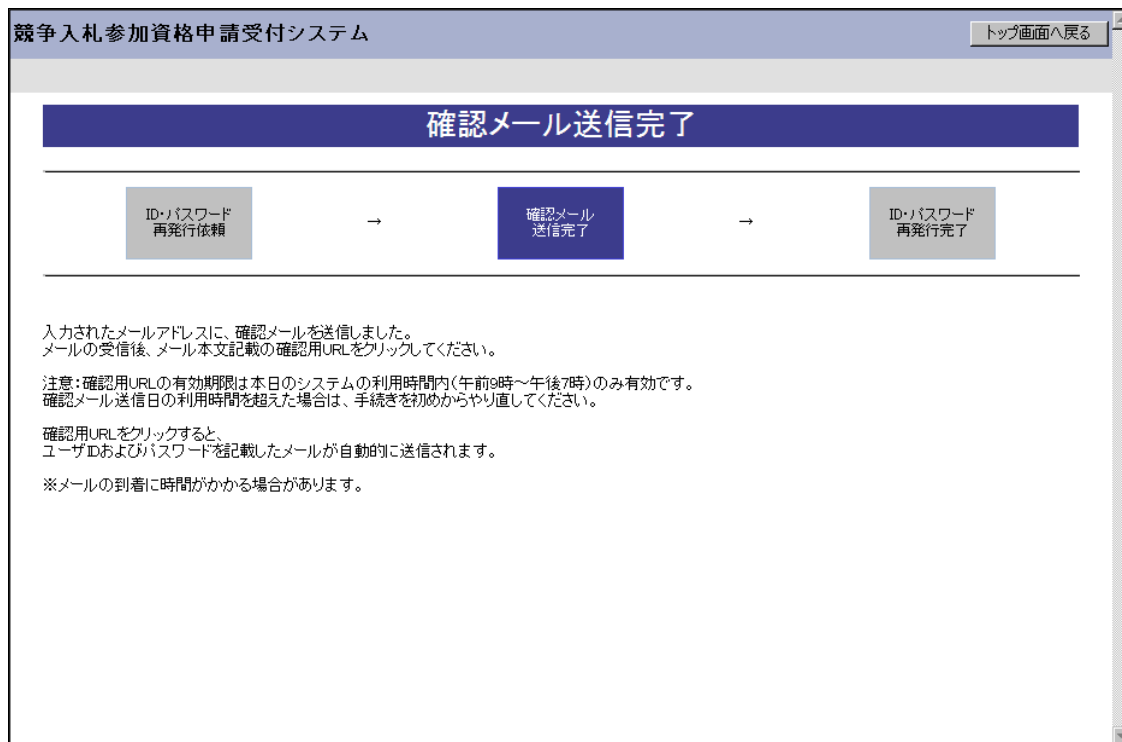 競争入札参加資格申請受付システム
トップ画面へ戻る
確認メール送信完了
ID・パスワード
再発行依頼
→
確認メール
送信完了
→
ID・パスワード
再発行完了
入力されたメールアドレスに、確認メールを送信しました。
メールの受信後、メール本文記載の確認用URLをクリックしてください。
注意：確認用URLの有効期限は本日のシステムの利用時間内(午前9時～午後7時)のみ有効です。
確認メール送信日の利用時間を超えた場合は、手続きを初めからやり直してください。
確認用URLをクリックすると、
ユーザIDおよびパスワードを記載したメールが自動的に送信されます。
※メールの到着に時間がかかる場合があります。